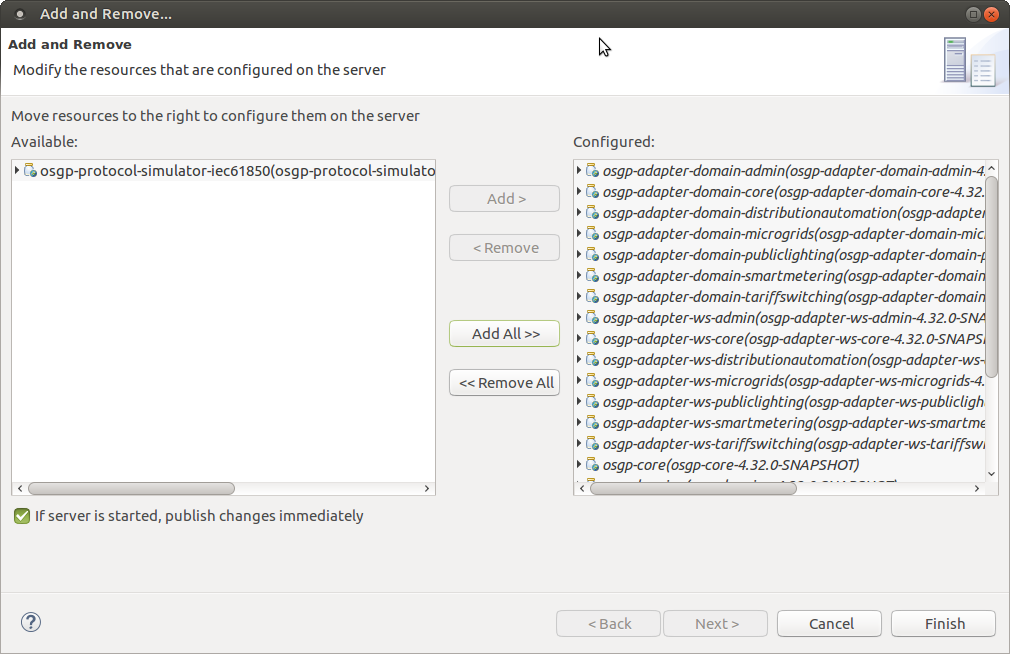 Add and Remove...
Add and Remove
Modify the resources that are configured on the server
Move resources to the right to configure them on the server
Available:
Configured:
osgp-protocol-simulator-iec61850(osgp-protocol-simulato
Add >
< Remove
Add All >>
<< Remove All
osgp-adapter-domain-admin(osgp-adapter-domain-admin-4.
osgp-adapter-domain-core(osgp-adapter-domain-core-4.32.
osgp-adapter-domain-distributionautomation(osgp-adapter
osgp-adapter-domain-microgrids(osgp-adapter-domain-mic
osgp-adapter-domain-publiclighting(osgp-adapter-domain-p
osgp-adapter-domain-smartmetering(osgp-adapter-domain
osgp-adapter-domain-tariffswitching(osgp-adapter-domain
osgp-adapter-ws-admin(osgp-adapter-ws-admin-4.32.0-SNA
osgp-adapter-ws-core(osgp-adapter-ws-core-4.32.0-SNAPS
osgp-adapter-ws-distributionautomation(osgp-adapter-ws-
osgp-adapter-ws-microgrids(osgp-adapter-ws-microgrids-4.
osgp-adapter-ws-publiclighting(osgp-adapter-ws-publicligh
osgp-adapter-ws-smartmetering(osgp-adapter-ws-smartme
osgp-adapter-ws-tariffswitching(osgp-adapter-ws-tariffsw
osgp-core(osgp-core-4.32.0-SNAPSHOT)
If server is started, publish changes immediately
?
< Back
Next >
Cancel
Finish